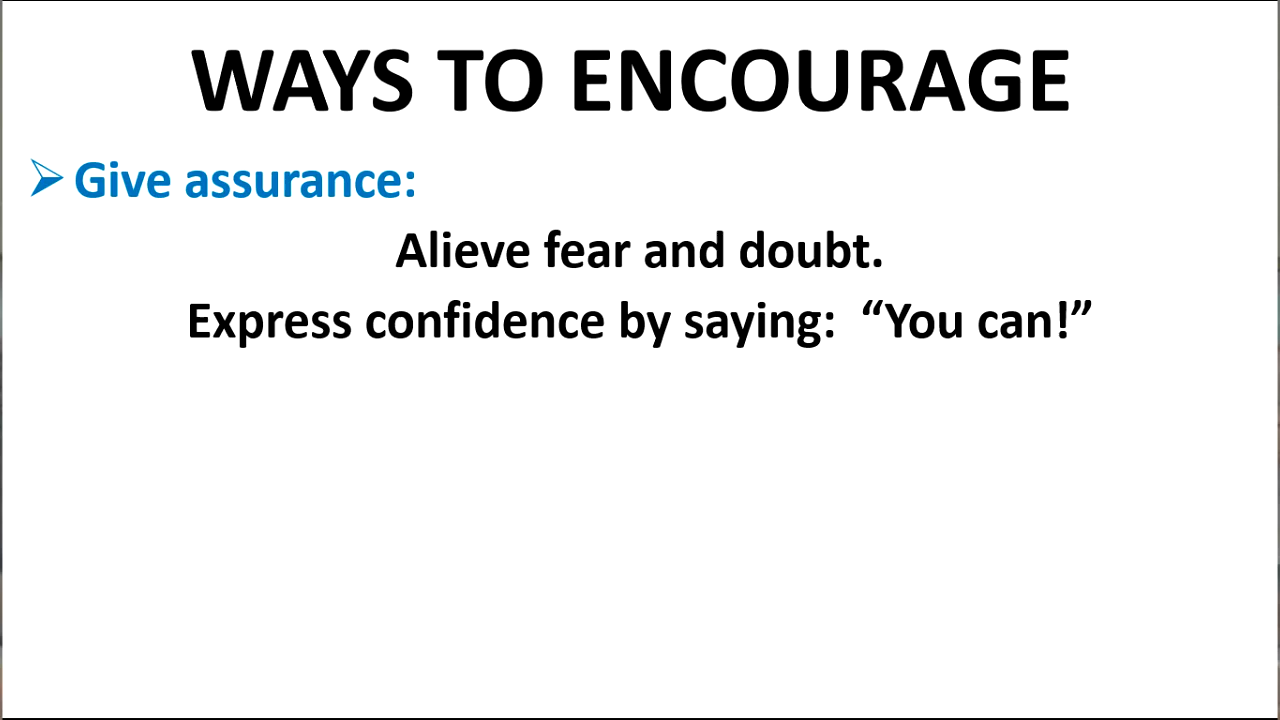 WAYS TO ENCOURAGE
➢ Give assurance:
Alieve fear and doubt.
Express confidence by saying:  “You can!”